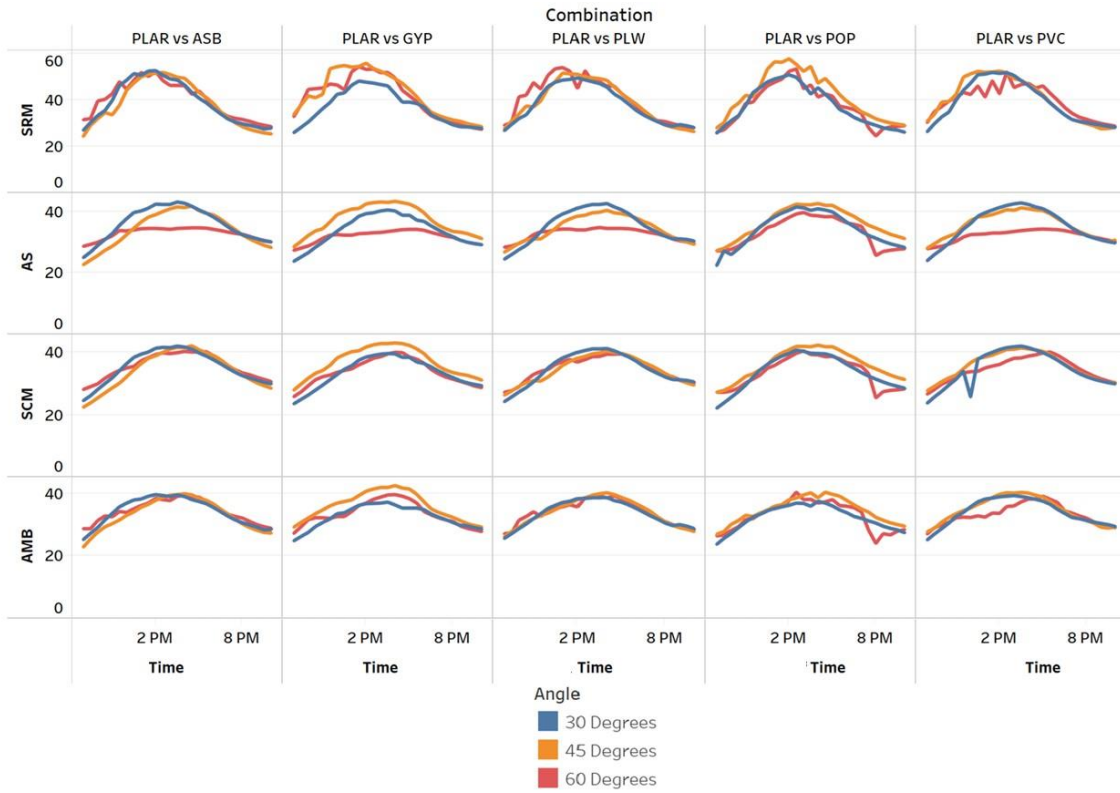 Combination
PLAR vs ASB PLAR vs GYP PLAR vs PLW PLAR vs POP PLAR vs PVC
SRM
60
40
20
0
AS
40
20
0
SCM
40
20
0
AMB
40
20
0
2 PM 8 PM 2 PM 8 PM 2 PM 8 PM 2 PM 8 PM 2 PM 8 PM
Time Time Time Time Time
Angle
30 Degrees
45 Degrees
60 Degrees